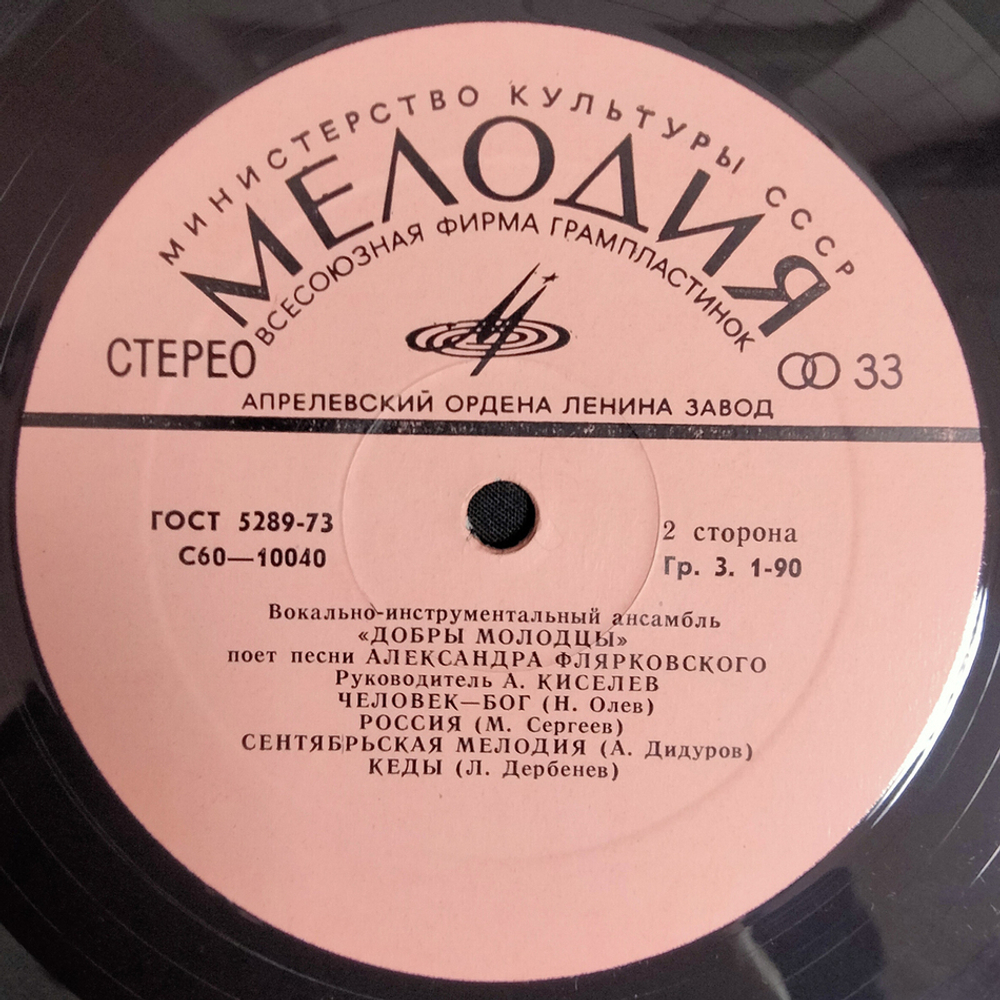 МИНИСТЕРСТВО КУЛЬТУРЫ СССР
МЕЛОДИЯ
ВСЕСОЮЗНАЯ ФИРМА ГРАМПЛАСТИНОК
СТЕРЕО
33
АПРЕЛЕВСКИЙ ОРДЕНА ЛЕНИНА ЗАВОД
ГОСТ 5289-73
С60—10040
2 сторона
Гр. 3. 1-90
Вокально-инструментальный ансамбль
«ДОБРЫ МОЛОДЦЫ»
поет песни АЛЕКСАНДРА ФЛЯРКОВСКОГО
Руководитель А. КИСЕЛЕВ
ЧЕЛОВЕК—БОГ (Н. Олев)
РОССИЯ (М. Сергеев)
СЕНТЯБРЬСКАЯ МЕЛОДИЯ (А. Дидуров)
КЕДЫ (Л. Дербенев)